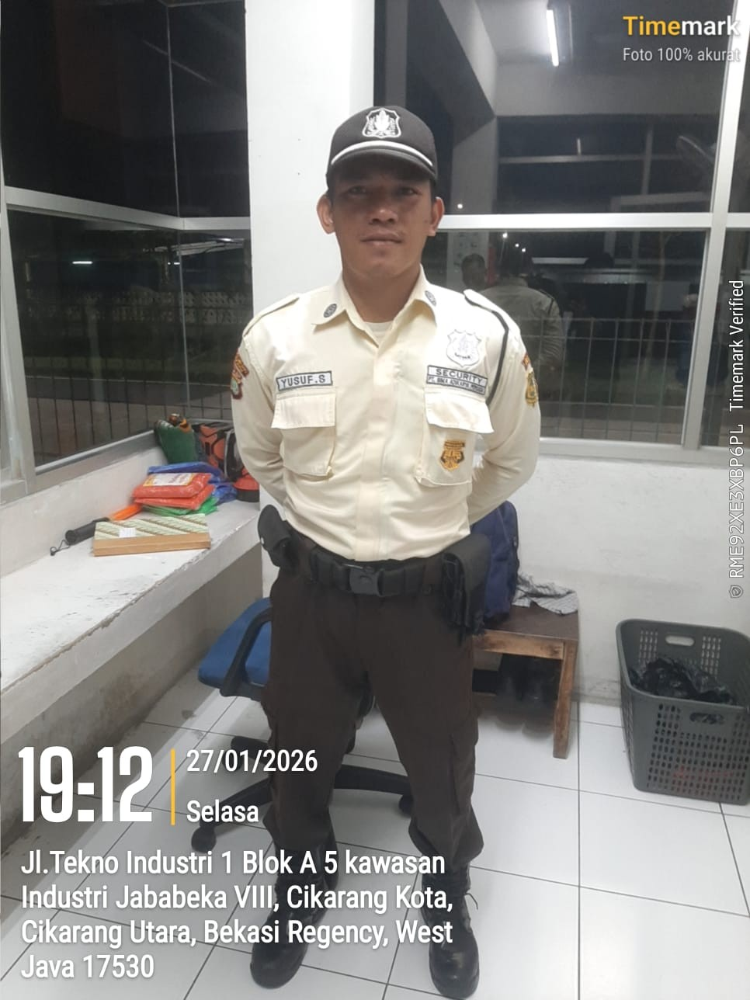 Timemark
Foto 100% akurat
YUSUF.S
SECURITY
RME92XE3XBP6PL Timemark Verified
19:12
27/01/2026
Selasa
Jl.Tekno Industri 1 Blok A 5 kawasan
Industri Jababeka VIII, Cikarang Kota,
Cikarang Utara, Bekasi Regency, West
Java 17530